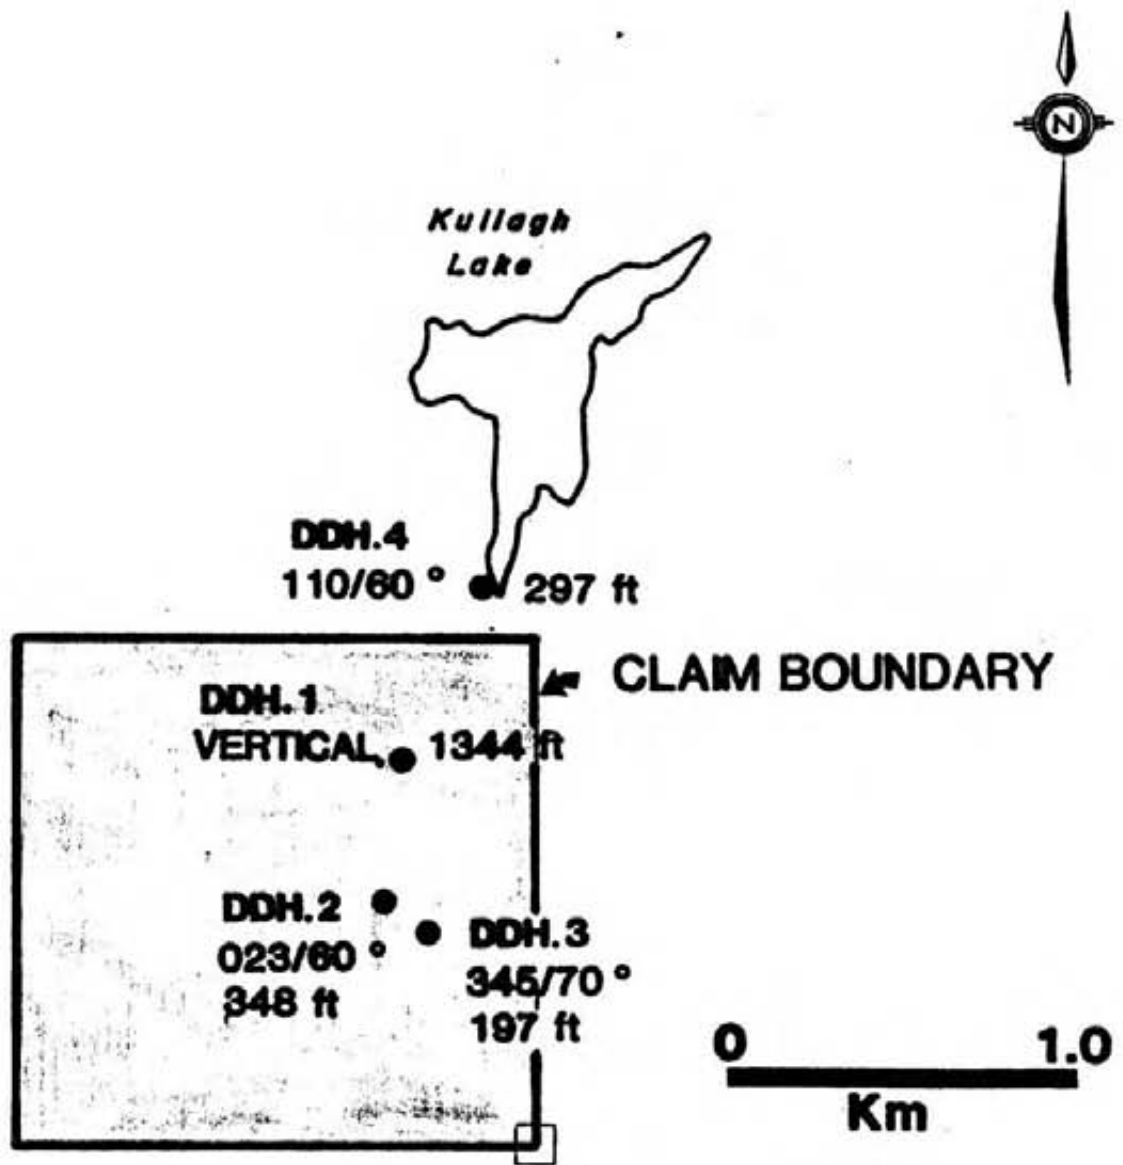 N
Kullagh
Lake
DDH.4
110/60° 297 ft
CLAIM BOUNDARY
DDH.1
VERTICAL 1344 ft
DDH.2
023/60°
348 ft
DDH.3
345/70°
197 ft
0 1.0
Km